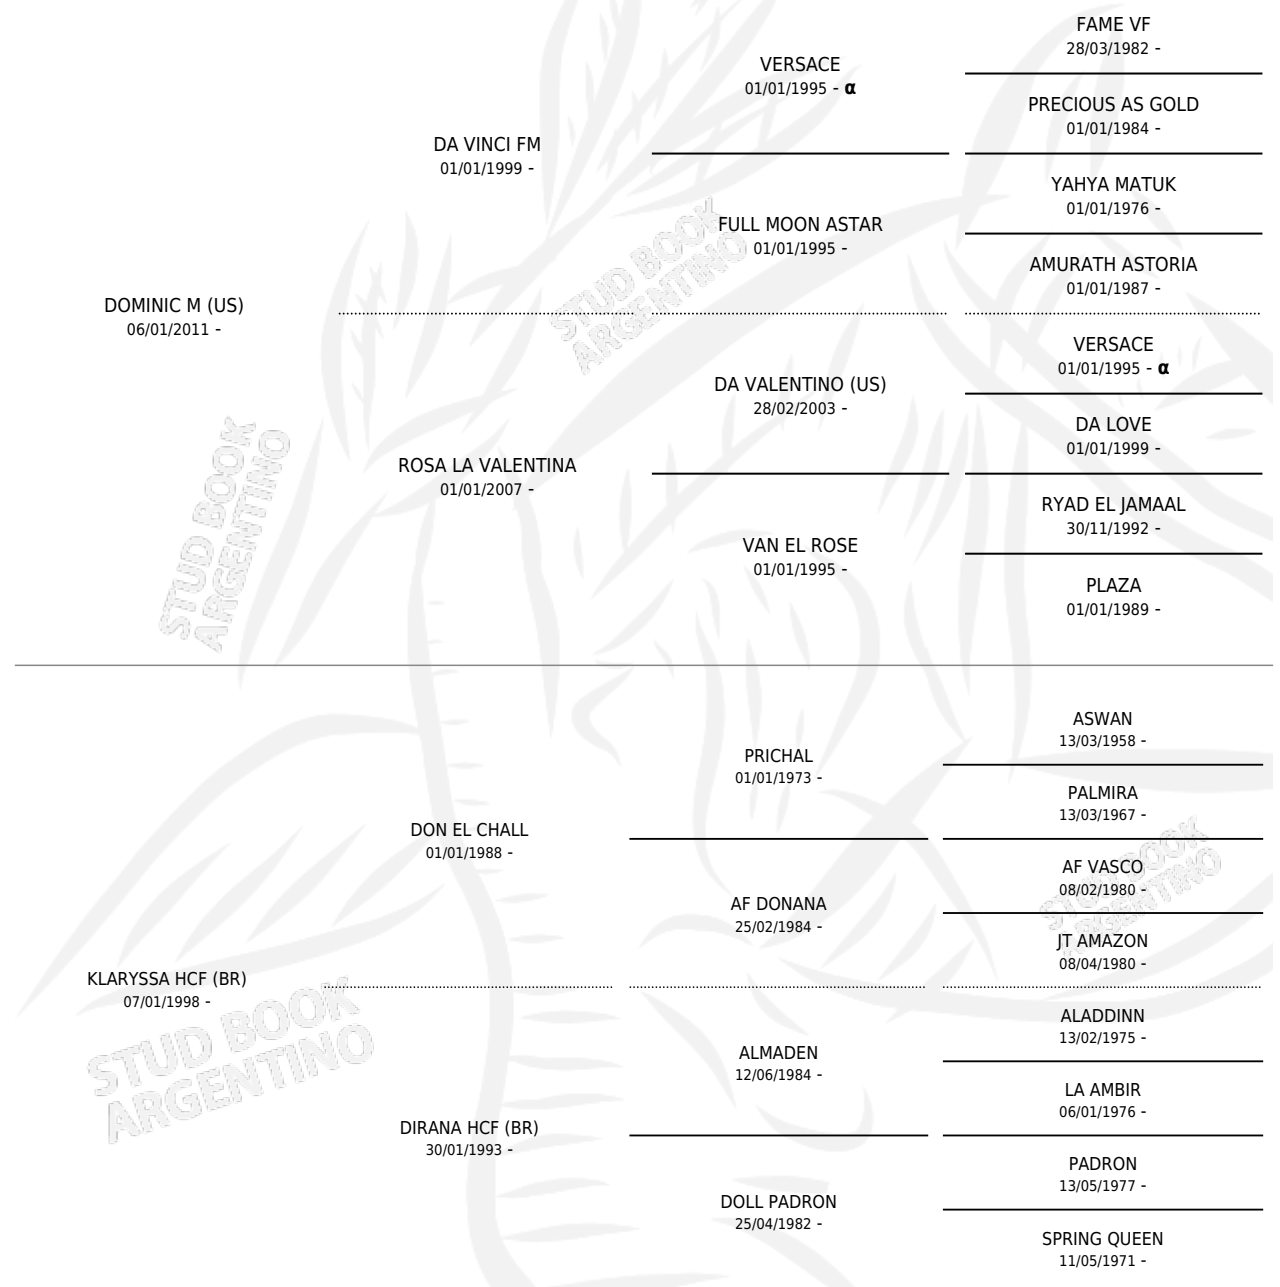 FAME VF
28/03/1982 -
VERSACE
01/01/1995 - α
PRECIOUS AS GOLD
01/01/1984 -
DA VINCI FM
01/01/1999 -
YAHYA MATUK
01/01/1976 -
FULL MOON ASTAR
01/01/1995 -
AMURATH ASTORIA
01/01/1987 -
DOMINIC M (US)
06/01/2011 -
VERSACE
01/01/1995 - α
DA VALENTINO (US)
28/02/2003 -
DA LOVE
01/01/1999 -
ROSA LA VALENTINA
01/01/2007 -
RYAD EL JAMAAL
30/11/1992 -
VAN EL ROSE
01/01/1995 -
PLAZA
01/01/1989 -
ASWAN
13/03/1958 -
PRICHAL
01/01/1973 -
PALMIRA
13/03/1967 -
DON EL CHALL
01/01/1988 -
AF VASCO
08/02/1980 -
AF DONANA
25/02/1984 -
JT AMAZON
08/04/1980 -
KLARYSSA HCF (BR)
07/01/1998 -
ALADDINN
13/02/1975 -
ALMADEN
12/06/1984 -
LA AMBIR
06/01/1976 -
DIRANA HCF (BR)
30/01/1993 -
PADRON
13/05/1977 -
DOLL PADRON
25/04/1982 -
SPRING QUEEN
11/05/1971 -
STUD BOOK
ARGENTINO
STUD BOOK
ARGENTINO
STUD BOOK
ARGENTINO
STUD BOOK
ARGENTINO